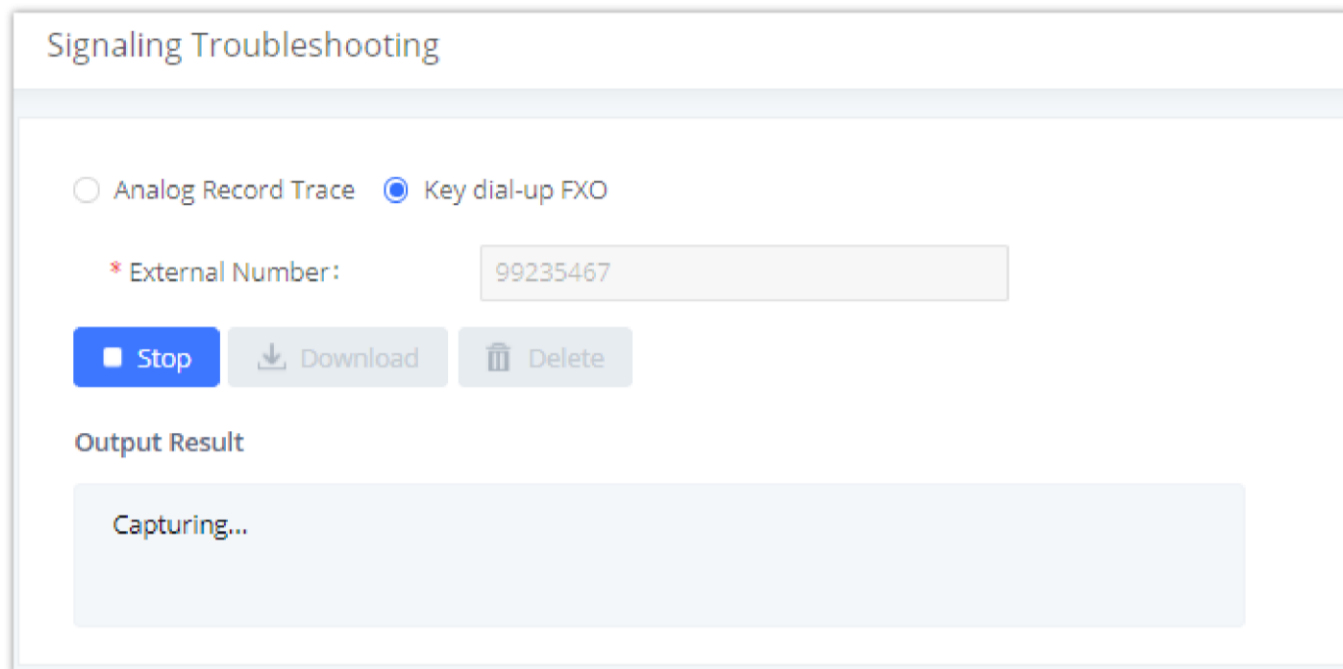 Signaling Troubleshooting
Analog Record Trace Key dial-up FXO
* External Number: 99235467
Stop Download Delete
Output Result
Capturing...